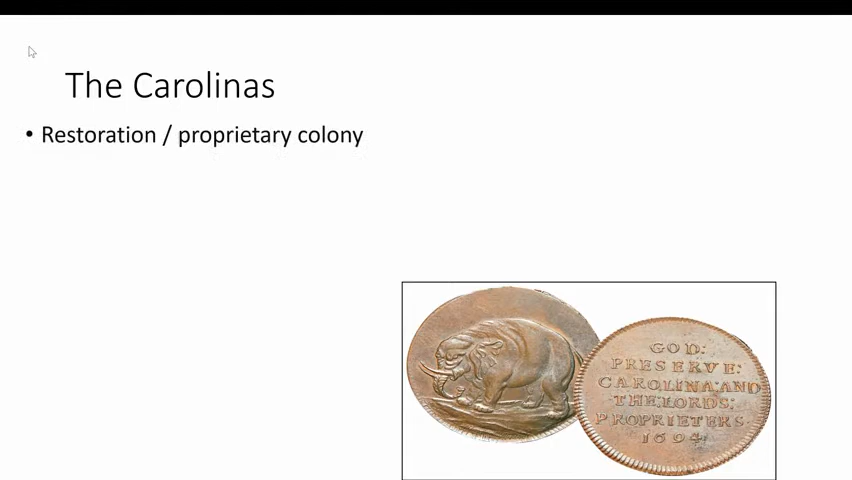 The Carolinas
• Restoration / proprietary colony
GOD:
PRESERVE:
CAROLINA:AND
THE:LORDS:
PROPRIETERS
1694